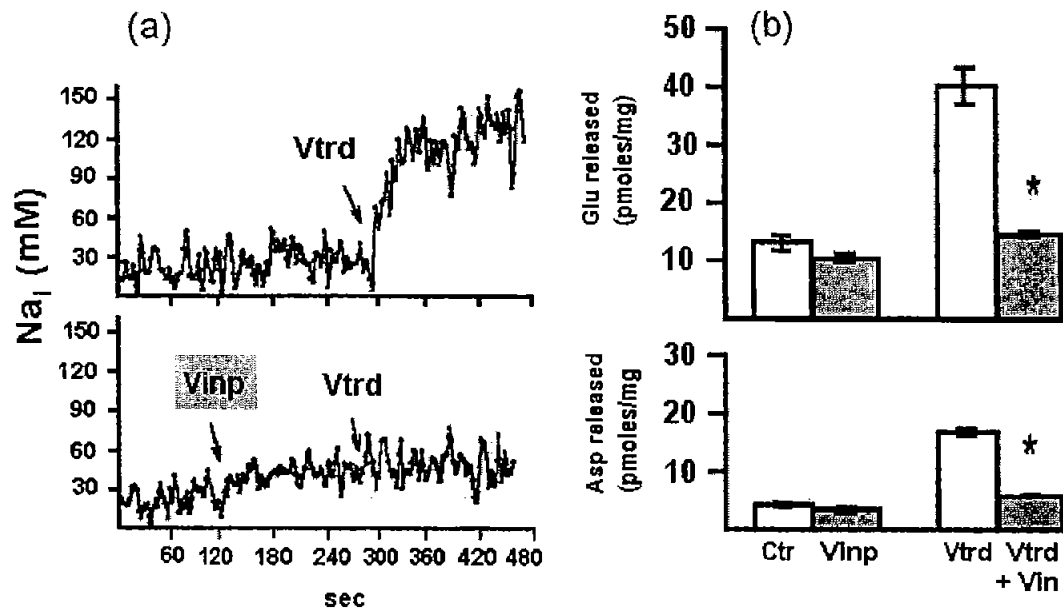 (a)
150
120
90
60
30
Vtrd
Na_I (mM)
150
120
90
60
30
Vinp
Vtrd
60 120 180 240 300 360 420 480
sec
(b)
50
40
30
20
10
Glu released
(pmoles/mg)
*
30
20
10
Asp released
(pmoles/mg
*
Ctr Vinp Vtrd Vtrd
+ Vin